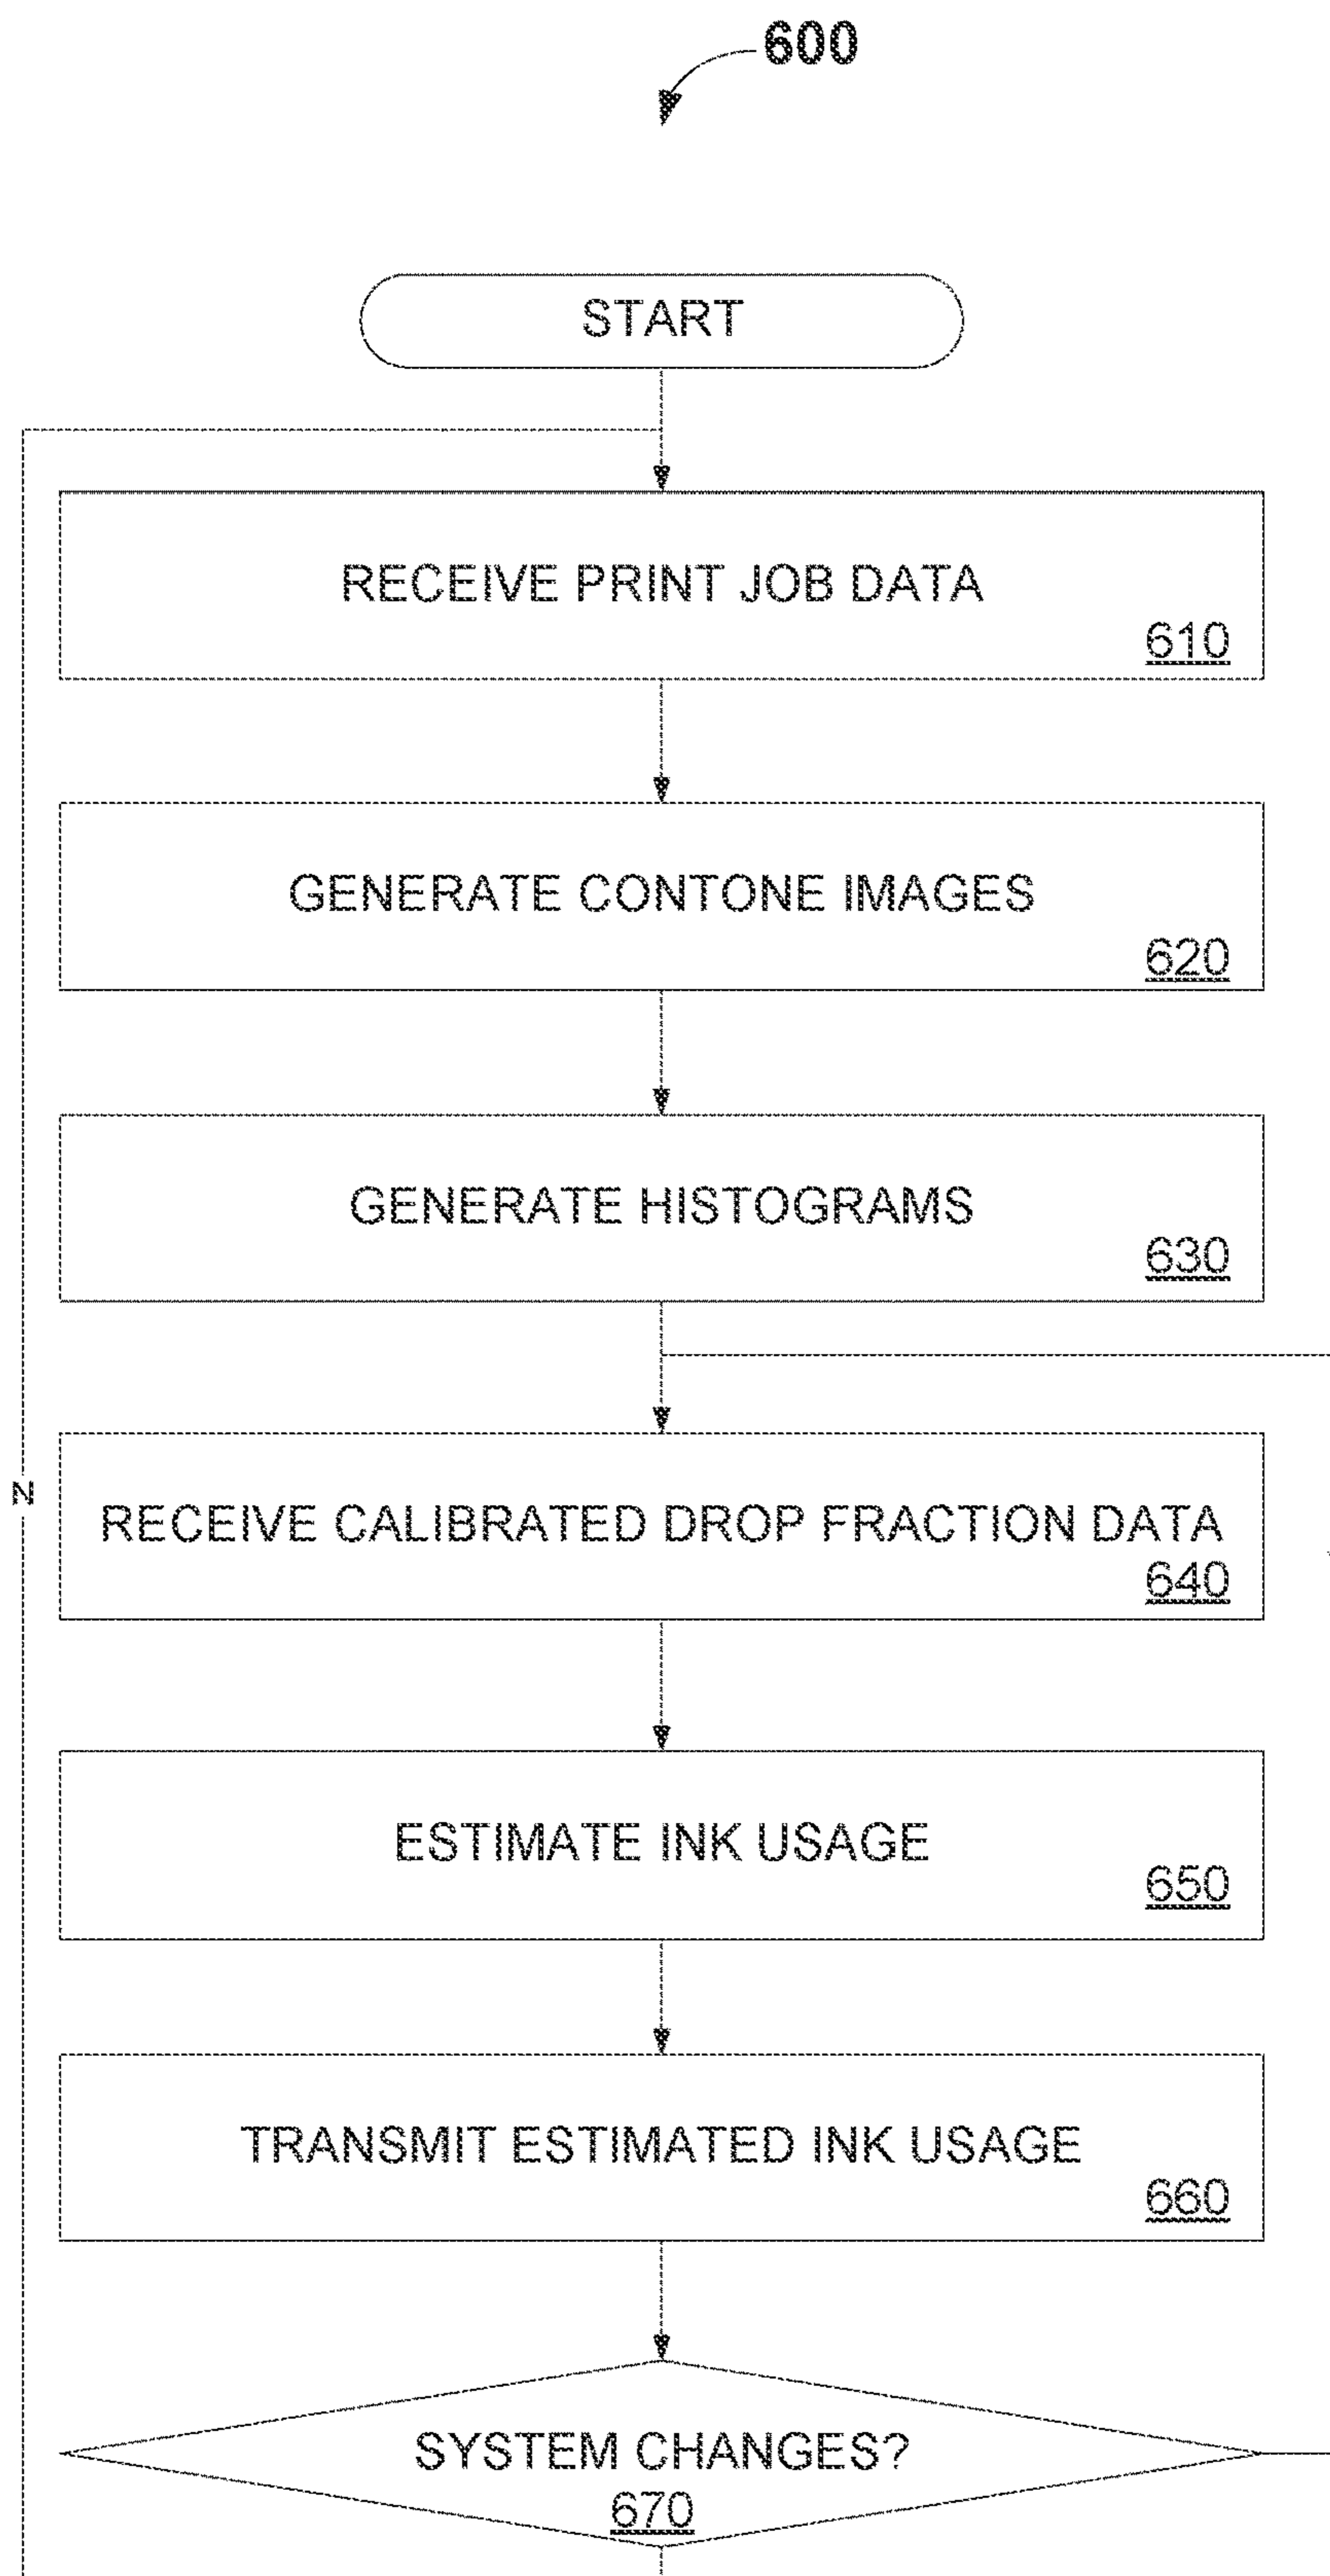 600
START
RECEIVE PRINT JOB DATA
610
GENERATE CONTONE IMAGES
620
GENERATE HISTOGRAMS
630
N
RECEIVE CALIBRATED DROP FRACTION DATA
640
ESTIMATE INK USAGE
650
TRANSMIT ESTIMATED INK USAGE
660
SYSTEM CHANGES?
670